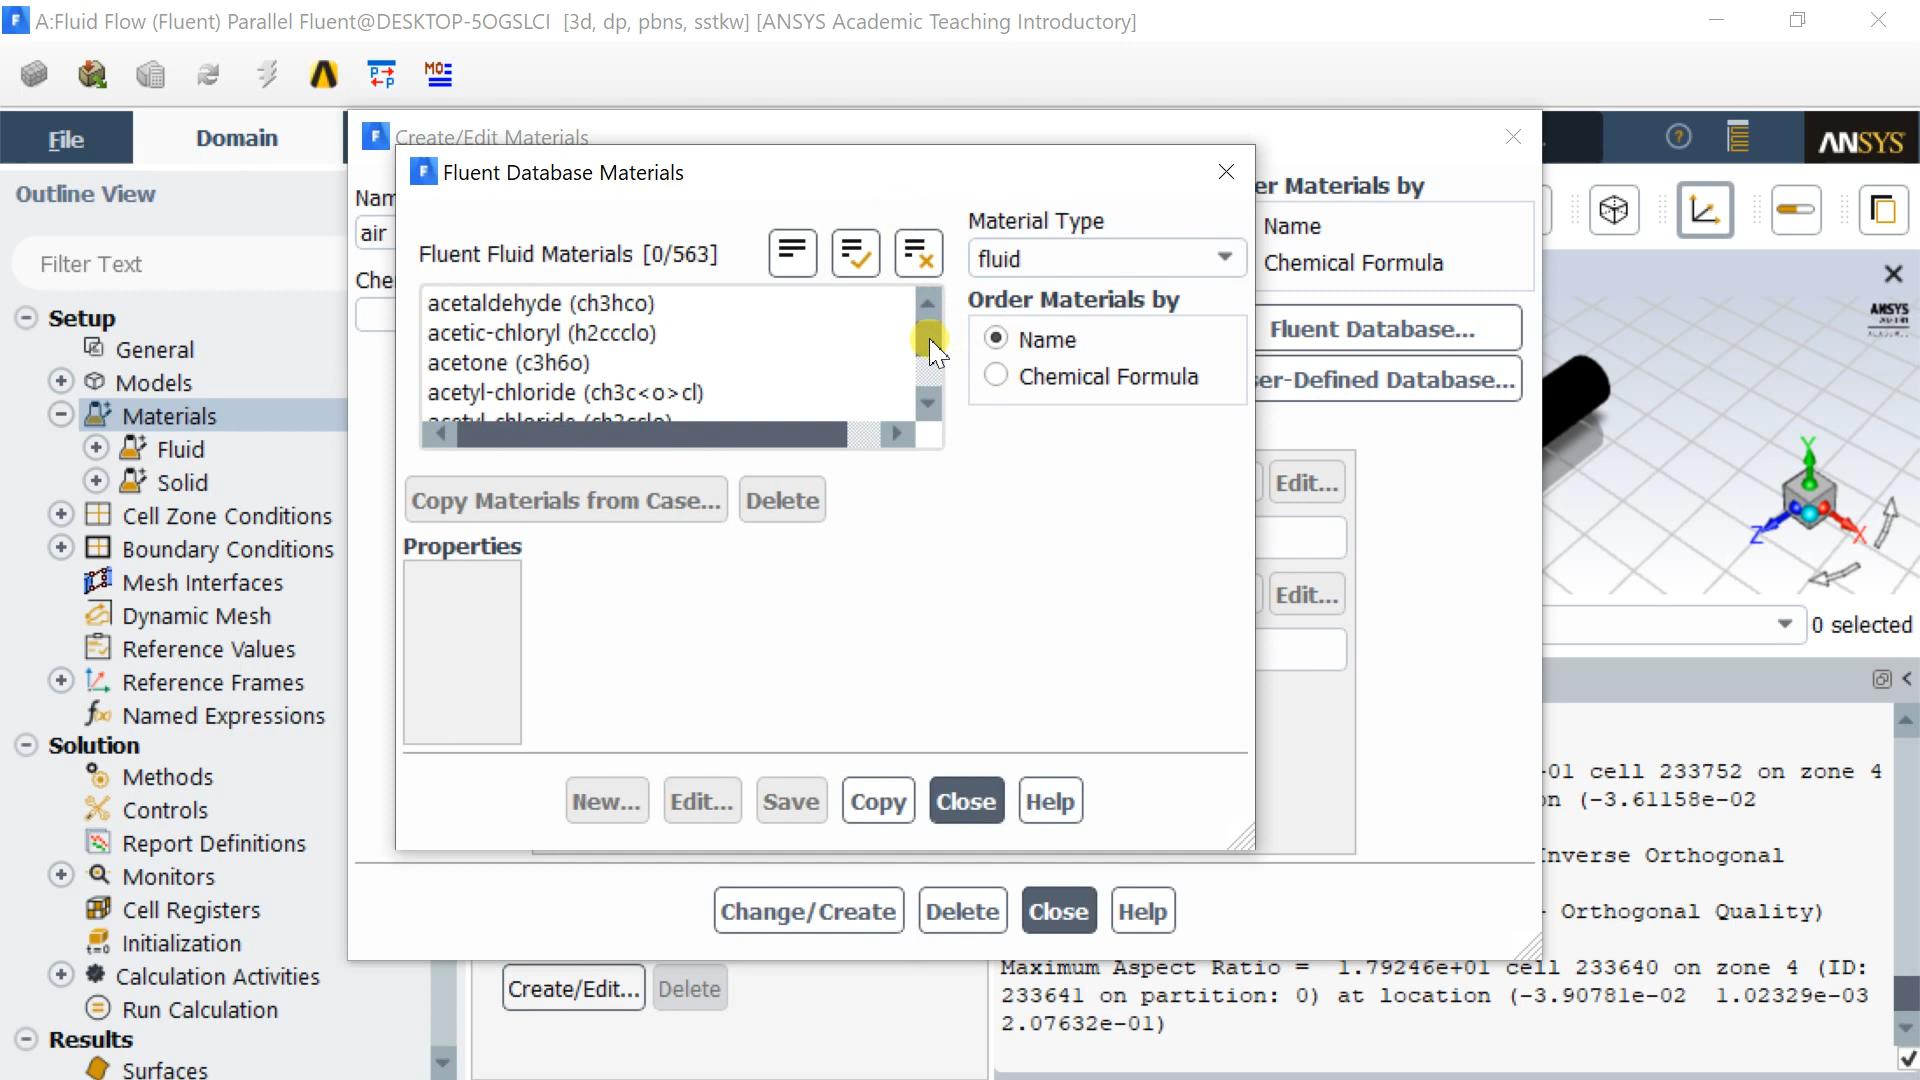 A:Fluid Flow (Fluent) Parallel Fluent@DESKTOP-5OGSLCI [3d, dp, pbns, sstkw] [ANSYS Academic Teaching Introductory]
File
Domain
Create/Edit Materials
ANSYS
Outline View
Filter Text
Setup
General
Models
Materials
Fluid
Solid
Cell Zone Conditions
Boundary Conditions
Mesh Interfaces
Dynamic Mesh
Reference Values
Reference Frames
Named Expressions
Solution
Methods
Controls
Report Definitions
Monitors
Cell Registers
Initialization
Calculation Activities
Run Calculation
Results
Surfaces
Nam
air
Che
Fluent Database Materials
Fluent Fluid Materials [0/563]
acetaldehyde (ch3hco)
acetic-chloryl (h2ccclo)
acetone (c3h6o)
acetyl-chloride (ch3c<o>cl)
Material Type
fluid
Order Materials by
Name
Chemical Formula
Copy Materials from Case...
Delete
Properties
New...
Edit...
Save
Copy
Close
Help
er Materials by
Name
Chemical Formula
Fluent Database...
er-Defined Database...
Edit...
Edit...
Change/Create
Delete
Close
Help
Create/Edit...
Delete
ANSYS
Y
Z
X
0 selected
-01 cell 233752 on zone 4
on (-3.61158e-02
Inverse Orthogonal
- Orthogonal Quality)
Maximum Aspect Ratio = 1.79246e+01 cell 233640 on zone 4 (ID:
233641 on partition: 0) at location (-3.90781e-02 1.02329e-03
2.07632e-01)